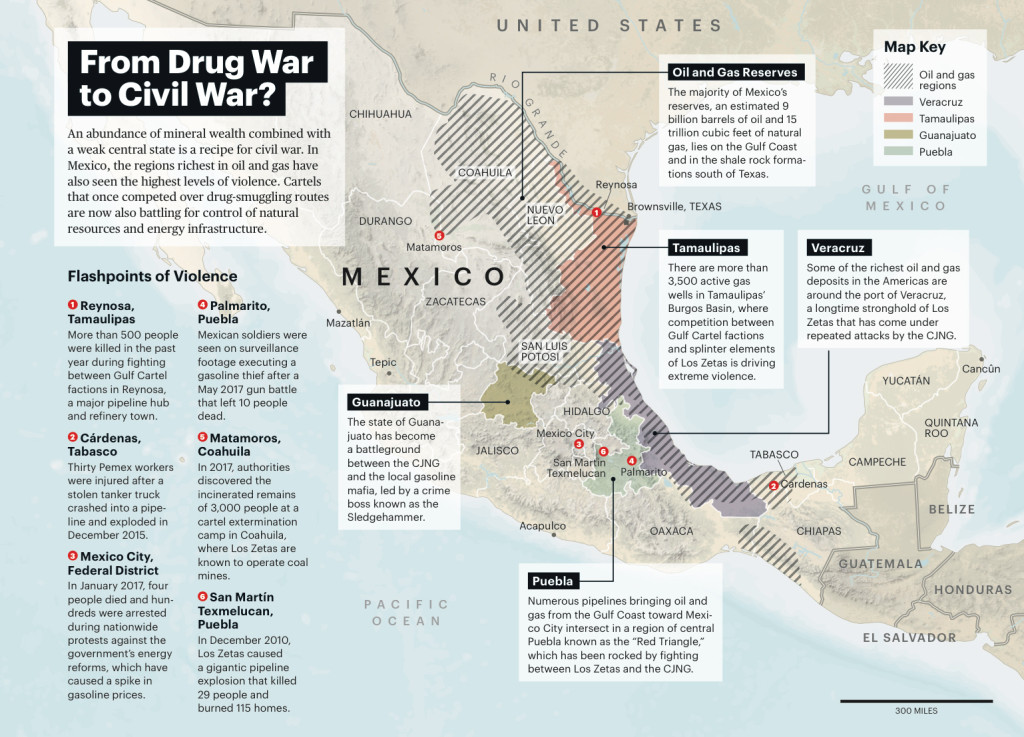 From Drug War
to Civil War?
An abundance of mineral wealth combined with
a weak central state is a recipe for civil war. In
Mexico, the regions richest in oil and gas have
also seen the highest levels of violence. Cartels
that once competed over drug-smuggling routes
are now also battling for control of natural
resources and energy infrastructure.
Flashpoints of Violence
1 Reynosa,
Tamaulipas
More than 500 people
were killed in the past
year during fighting
between Gulf Cartel
factions in Reynosa,
a major pipeline hub
and refinery town.
2 Cárdenas,
Tabasco
Thirty Pemex workers
were injured after a
stolen tanker truck
crashed into a pipe-
line and exploded in
December 2015.
3 Mexico City,
Federal District
In January 2017, four
people died and hun-
dreds were arrested
during nationwide
protests against the
government's energy
reforms, which have
caused a spike in
gasoline prices.
4 Palmarito,
Puebla
Mexican soldiers were
seen on surveillance
footage executing a
gasoline thief after a
May 2017 gun battle
that left 10 people
dead.
5 Matamoros,
Coahuila
In 2017, authorities
discovered the
incinerated remains
of 3,000 people at a
cartel extermination
camp in Coahuila,
where Los Zetas are
known to operate coal
mines.
6 San Martín
Texmelucan,
Puebla
In December 2010,
Los Zetas caused
a gigantic pipeline
explosion that killed
29 people and
burned 115 homes.
UNITED STATES
RIO GRANDE
CHIHUAHUA
COAHUILA
NUEVO
LEÓN
DURANGO
5
Matamoros
MEXICO
ZACATECAS
Mazatlán
Tepic
SAN LUIS
POTOSÍ
Reynosa
1
Brownsville, TEXAS
Oil and Gas Reserves
The majority of Mexico's
reserves, an estimated 9
billion barrels of oil and 15
trillion cubic feet of natural
gas, lies on the Gulf Coast
and in the shale rock forma-
tions south of Texas.
Map Key
Oil and gas
regions
Veracruz
Tamaulipas
Guanajuato
Puebla
GULF OF
MEXICO
Tamaulipas
There are more than
3,500 active gas
wells in Tamaulipas'
Burgos Basin, where
competition between
Gulf Cartel factions
and splinter elements
of Los Zetas is driving
extreme violence.
Veracruz
Some of the richest oil and gas
deposits in the Americas are
around the port of Veracruz,
a longtime stronghold of Los
Zetas that has come under
repeated attacks by the CJNG.
Guanajuato
The state of Guana-
juato has become
a battleground
between the CJNG
and the local gasoline
mafia, led by a crime
boss known as the
Sledgehammer.
HIDALGO
Mexico City
3
6
4
San Martín
Texmelucan
Palmarito
JALISCO
Acapulco
OAXACA
TABASCO
2
Cárdenas
CHIAPAS
CAMPECHE
YUCATÁN
Cancún
QUINTANA
ROO
BELIZE
GUATEMALA
HONDURAS
EL SALVADOR
Puebla
Numerous pipelines bringing oil and
gas from the Gulf Coast toward Mexi-
co City intersect in a region of central
Puebla known as the "Red Triangle,"
which has been rocked by fighting
between Los Zetas and the CJNG.
PACIFIC
OCEAN
300 MILES